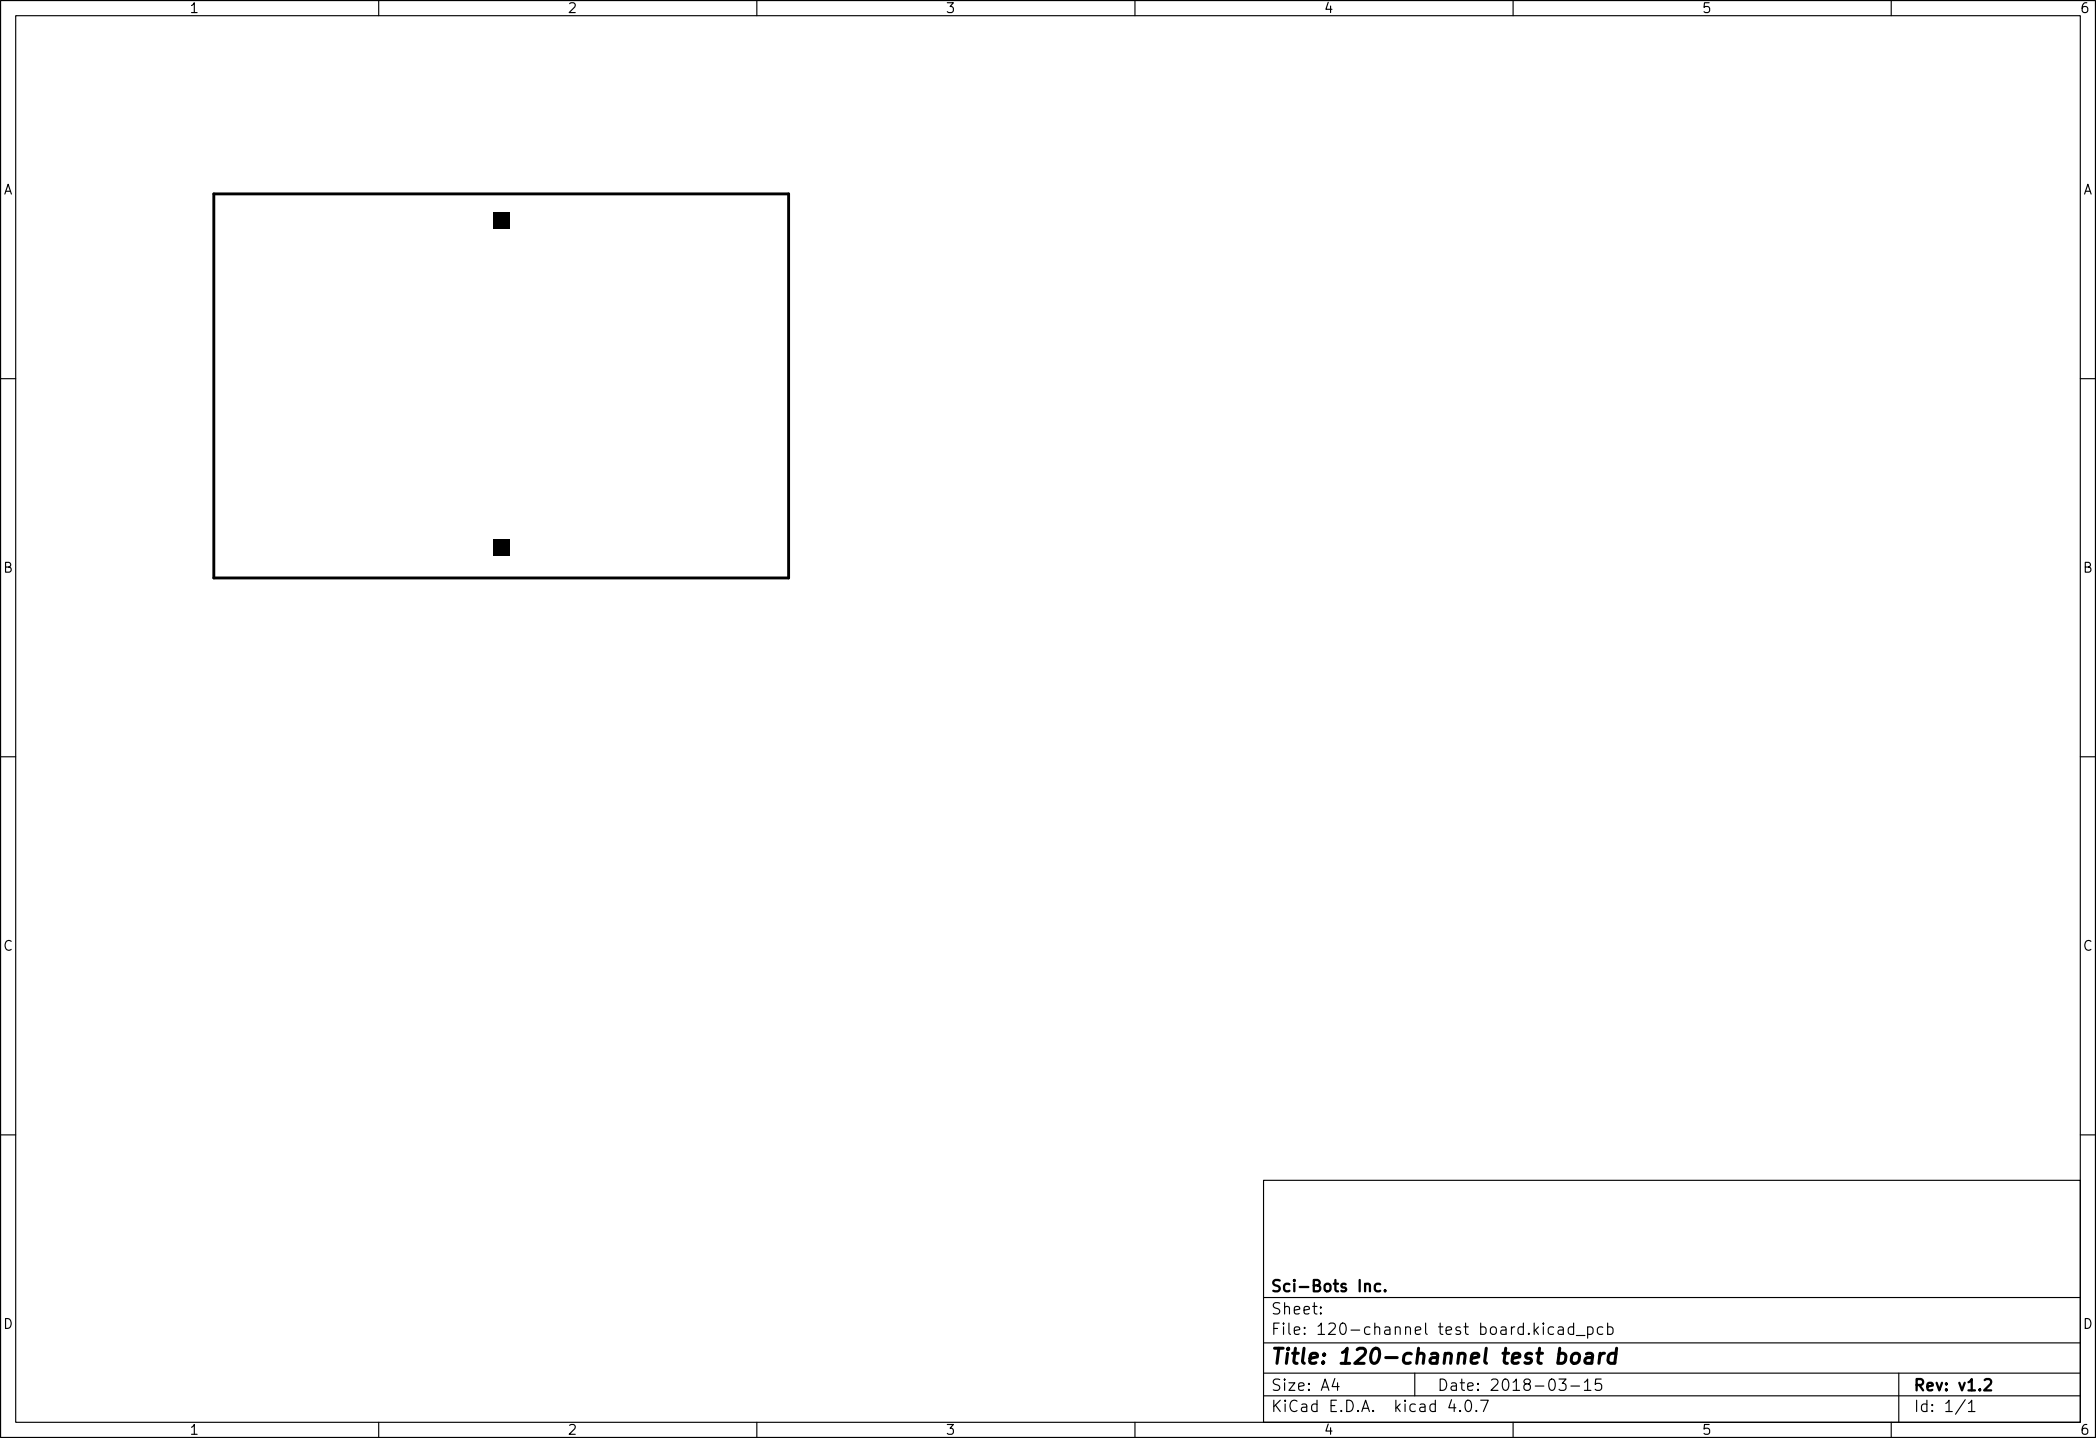 1 2 3 4 5 6
A A
B B
C C
Sci-Bots Inc.
Sheet:
File: 120-channel test board.kicad_pcb
D D
Title: 120-channel test board
Size: A4 Date: 2018-03-15 Rev: v1.2
KiCad E.D.A. kicad 4.0.7 Id: 1/1
1 2 3 4 5 6